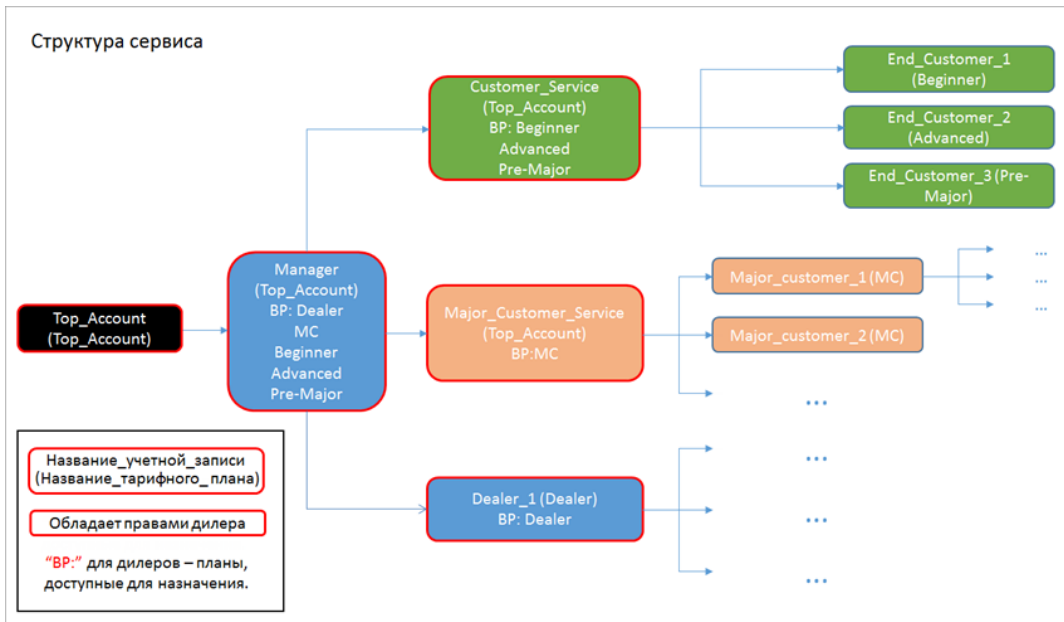 Структура сервиса
Customer_Service
(Top_Account)
BP: Beginner
Advanced
Pre-Major
End_Customer_1
(Beginner)
End_Customer_2
(Advanced)
End_Customer_3 (Pre-
Major)
Top_Account
(Top_Account)
Manager
(Top_Account)
BP: Dealer
MC
Beginner
Advanced
Pre-Major
Major_Customer_Service
(Top_Account)
BP:MC
Major_customer_1 (MC)
...
...
...
Major_customer_2 (MC)
...
Dealer_1 (Dealer)
BP: Dealer
...
...
...
Название_учетной_записи
(Название_тарифного_плана)
Обладает правами дилера
“BP:” для дилеров – планы,
доступные для назначения.